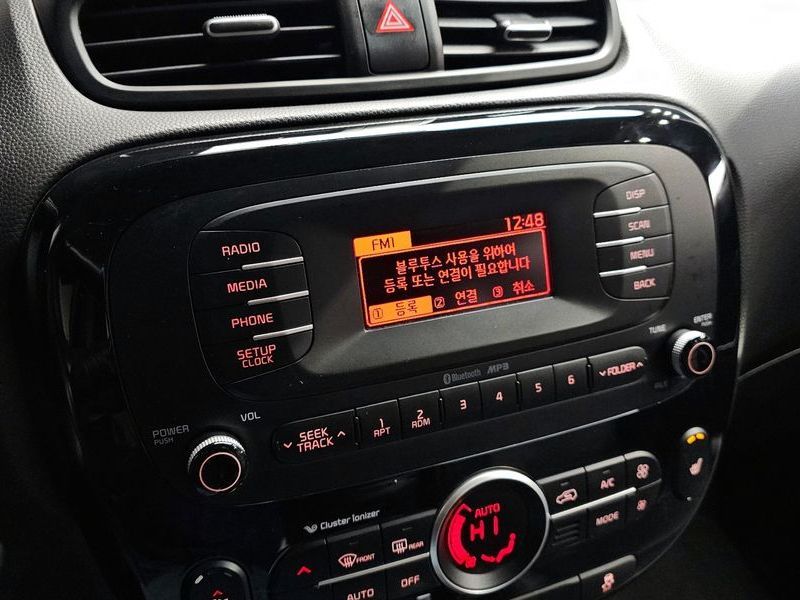 RADIO
MEDIA
PHONE
SETUP
CLOCK
12:48
FM1
블루투스 사용을 위하여
등록 또는 연결이 필요합니다
① 등록 ② 연결 ③ 취소
DISP
SCAN
MENU
BACK
TUNE
ENTER
PUSH
Bluetooth MP3
POWER
PUSH
VOL
SEEK
TRACK
1
RPT
2
RDM
3
4
5
6
FOLDER
FILE
Cluster Ionizer
FRONT
REAR
AUTO
OFF
AUTO
HI
A/C
MODE